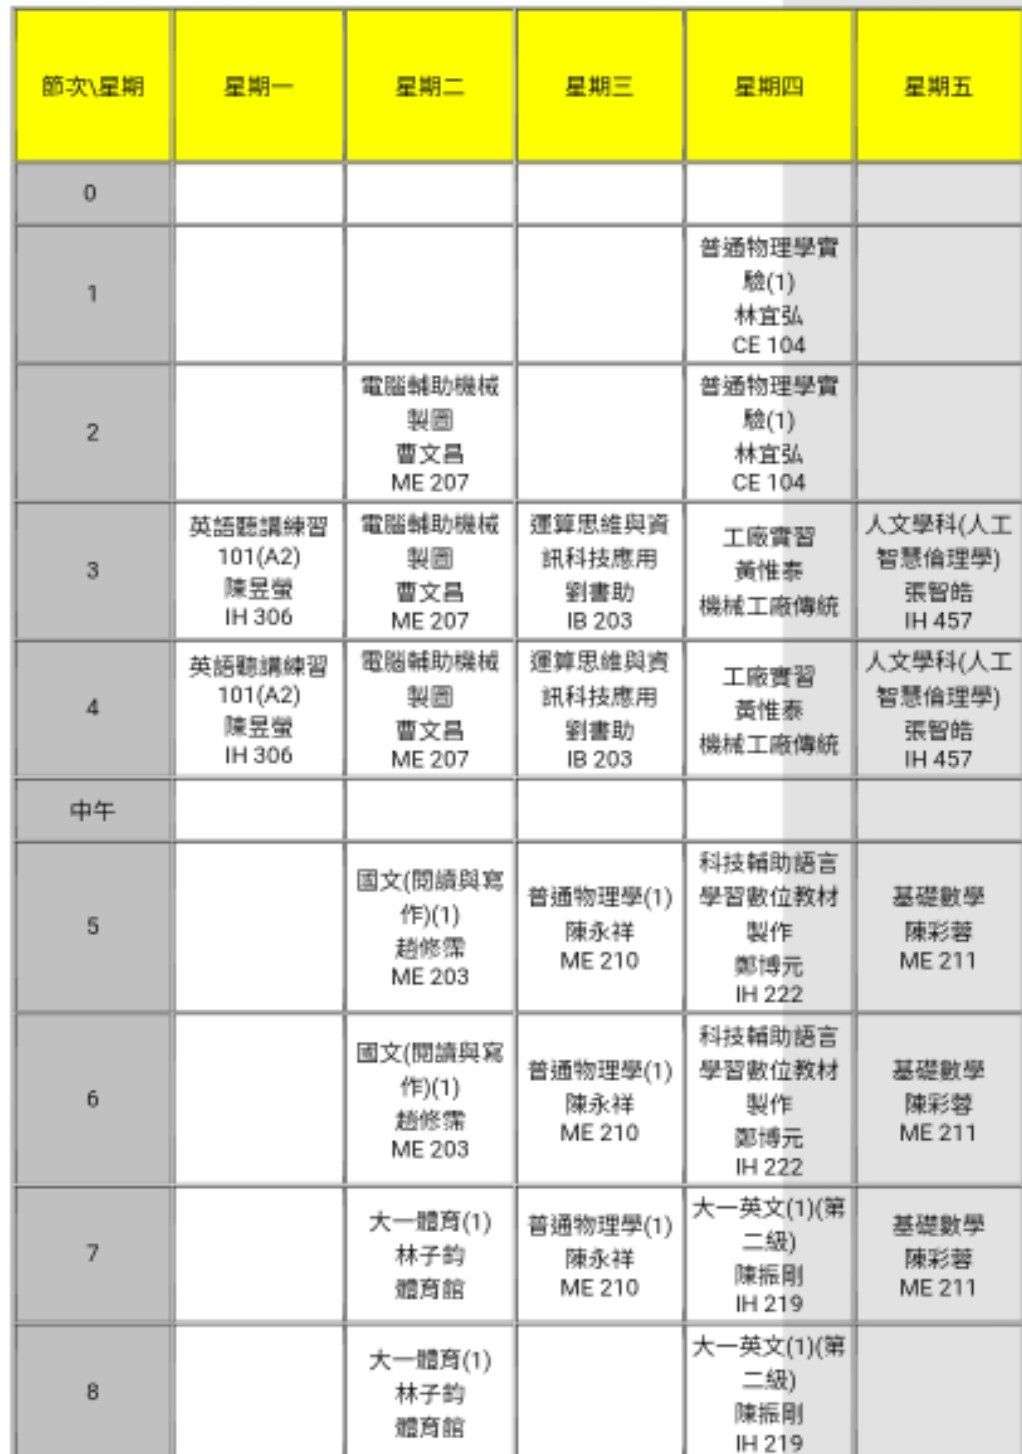 節次\星期 星期一 星期二 星期三 星期四 星期五
0
1
普通物理學實
驗(1)
林宜弘
CE 104
2
電腦輔助機械
製圖
曹文昌
ME 207
普通物理學實
驗(1)
林宜弘
CE 104
3
英語聽講練習
101(A2)
陳昱螢
IH 306
電腦輔助機械
製圖
曹文昌
ME 207
運算思維與資
訊科技應用
劉書助
IB 203
工廠實習
黃惟泰
機械工廠傳統
人文學科(人工
智慧倫理學)
張智皓
IH 457
4
英語聽講練習
101(A2)
陳昱螢
IH 306
電腦輔助機械
製圖
曹文昌
ME 207
運算思維與資
訊科技應用
劉書助
IB 203
工廠實習
黃惟泰
機械工廠傳統
人文學科(人工
智慧倫理學)
張智皓
IH 457
中午
5
國文(閱讀與寫
作)(1)
趙修霈
ME 203
普通物理學(1)
陳永祥
ME 210
科技輔助語言
學習數位教材
製作
鄭博元
IH 222
基礎數學
陳彩蓉
ME 211
6
國文(閱讀與寫
作)(1)
趙修霈
ME 203
普通物理學(1)
陳永祥
ME 210
科技輔助語言
學習數位教材
製作
鄭博元
IH 222
基礎數學
陳彩蓉
ME 211
7
大一體育(1)
林子鈞
體育館
普通物理學(1)
陳永祥
ME 210
大一英文(1)(第
二級)
陳振剛
IH 219
基礎數學
陳彩蓉
ME 211
8
大一體育(1)
林子鈞
體育館
大一英文(1)(第
二級)
陳振剛
IH 219